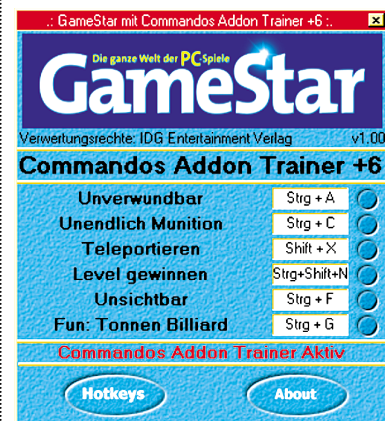 .: GameStar mit Commandos Addon Trainer +6 :.
Die ganze Welt der PC-Spiele
GameStar
Verwertungsrechte: IDG Entertainment Verlag v1.00
Commandos Addon Trainer +6
Unverwundbar Strg + A
Unendlich Munition Strg + C
Teleportieren Shift + X
Level gewinnen Strg+Shift+N
Unsichtbar Strg + F
Fun: Tonnen Billiard Strg + G
Commandos Addon Trainer Aktiv
Hotkeys About